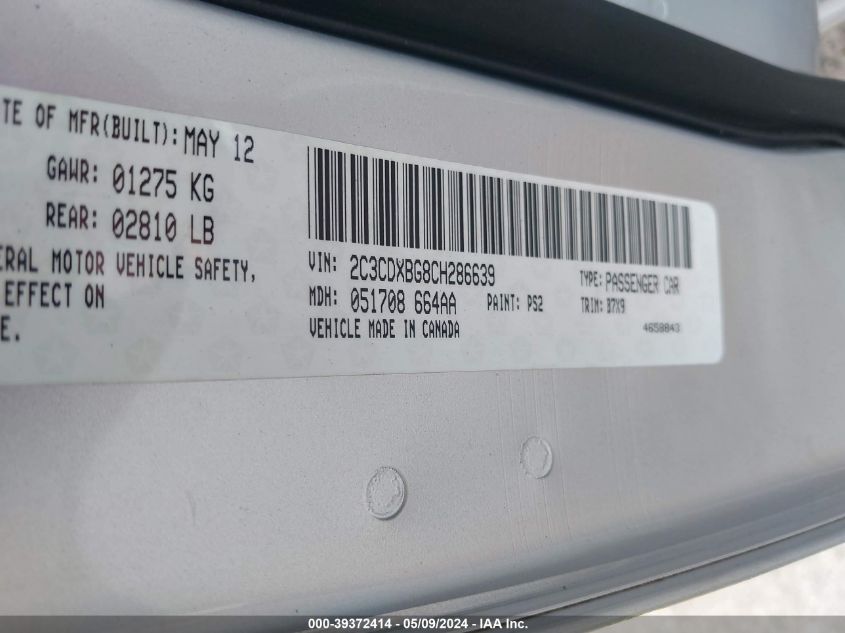 TE OF MFR(BUILT): MAY 12
GAWR: 01275 KG
REAR: 02810 LB
ERAL MOTOR VEHICLE SAFETY,
EFFECT ON
E.
VIN: 2C3CDXBG8CH286639
TYPE: PASSENGER CAR
MDH: 051708 664AA PAINT: PS2 TRIM: B7X9
VEHICLE MADE IN CANADA
4658843
000-39372414 - 05/09/2024 - IAA Inc.